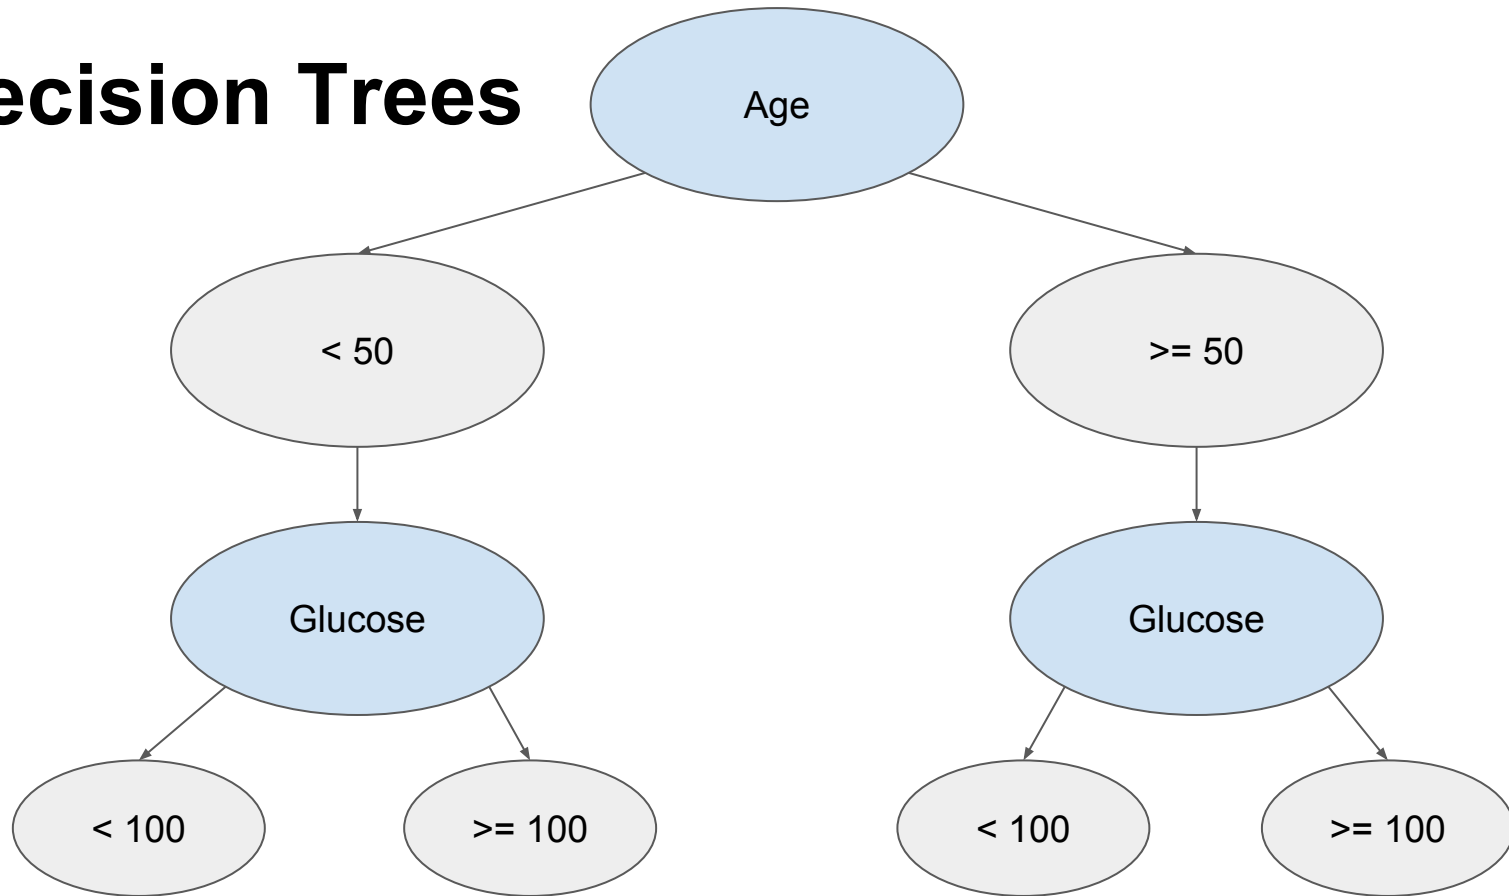 ecision Trees
Age
< 50
>= 50
Glucose
Glucose
< 100
>= 100
< 100
>= 100